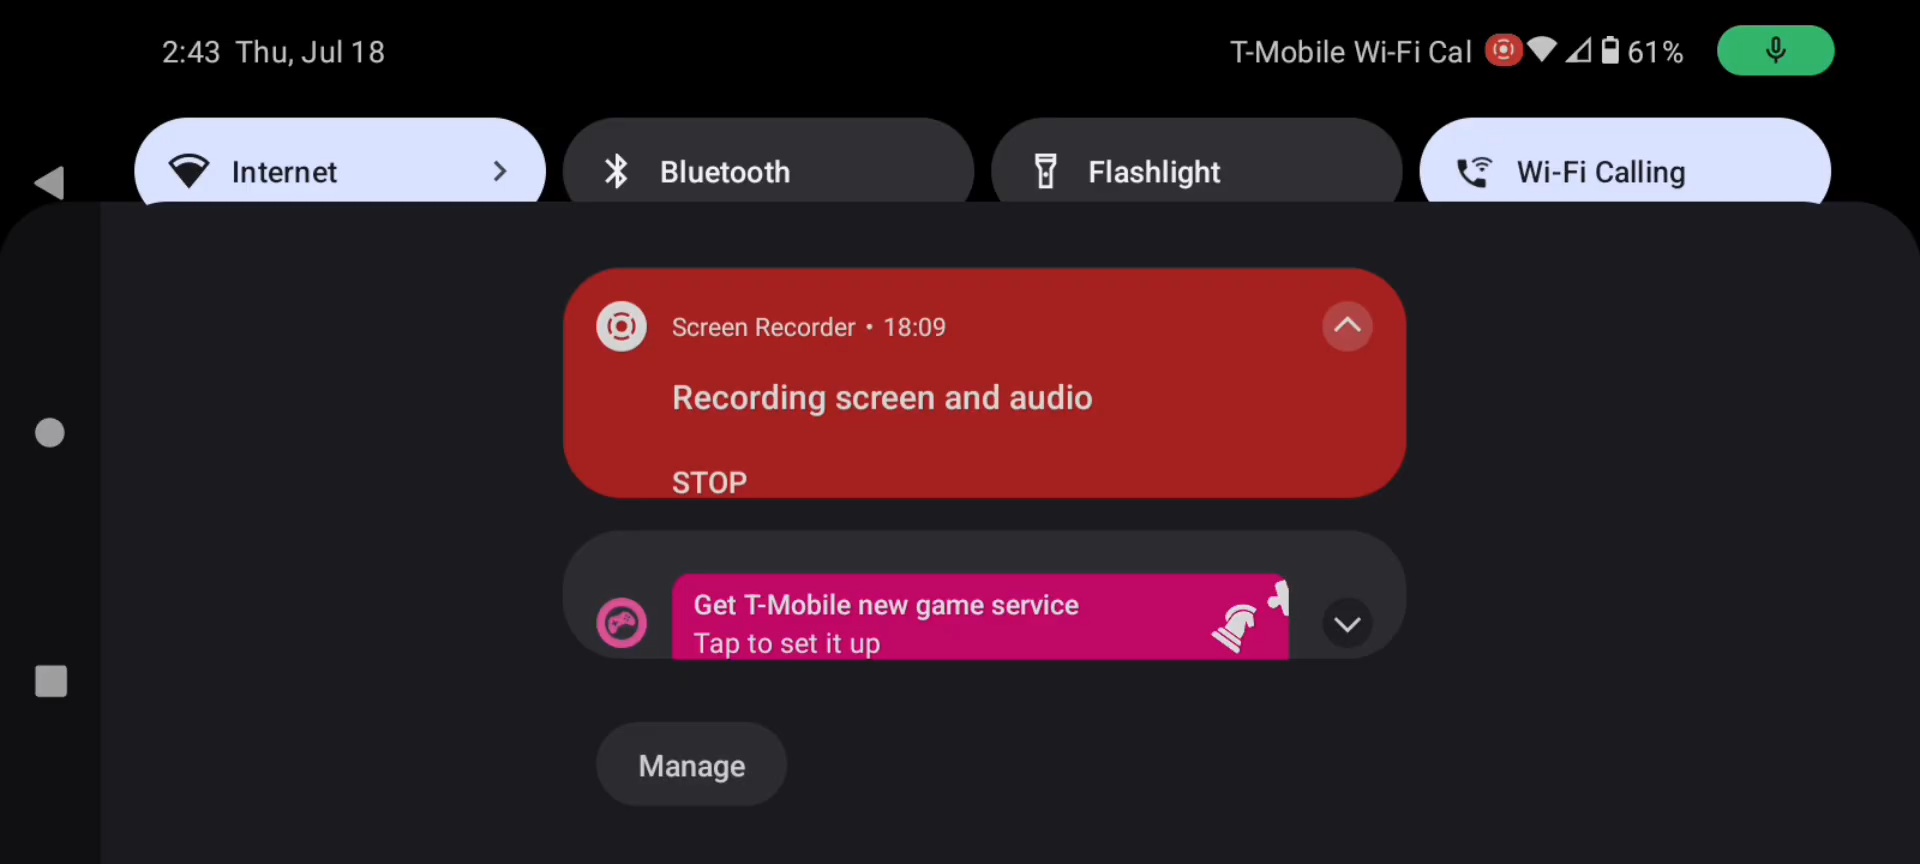 2:43 Thu, Jul 18
T-Mobile Wi-Fi Cal 61%
Internet
Bluetooth
Flashlight
Wi-Fi Calling
Screen Recorder • 18:09
Recording screen and audio
STOP
Get T-Mobile new game service
Tap to set it up
Manage